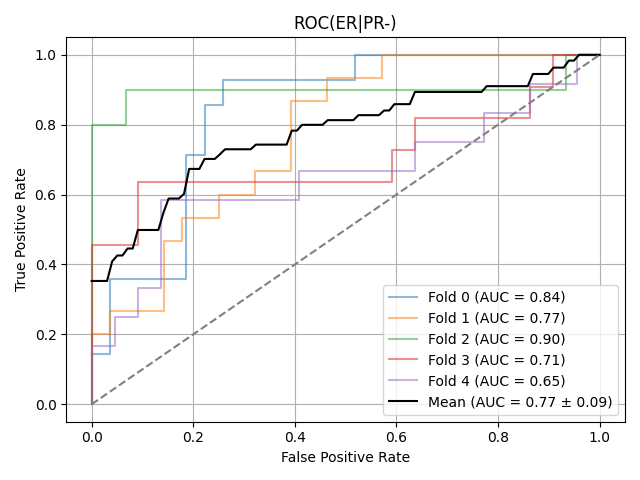 ROC(ER|PR-)
1.0
0.8
0.6
0.4
0.2
0.0
True Positive Rate
Fold 0 (AUC = 0.84)
Fold 1 (AUC = 0.77)
Fold 2 (AUC = 0.90)
Fold 3 (AUC = 0.71)
Fold 4 (AUC = 0.65)
Mean (AUC = 0.77 ± 0.09)
0.0 0.2 0.4 0.6 0.8 1.0
False Positive Rate